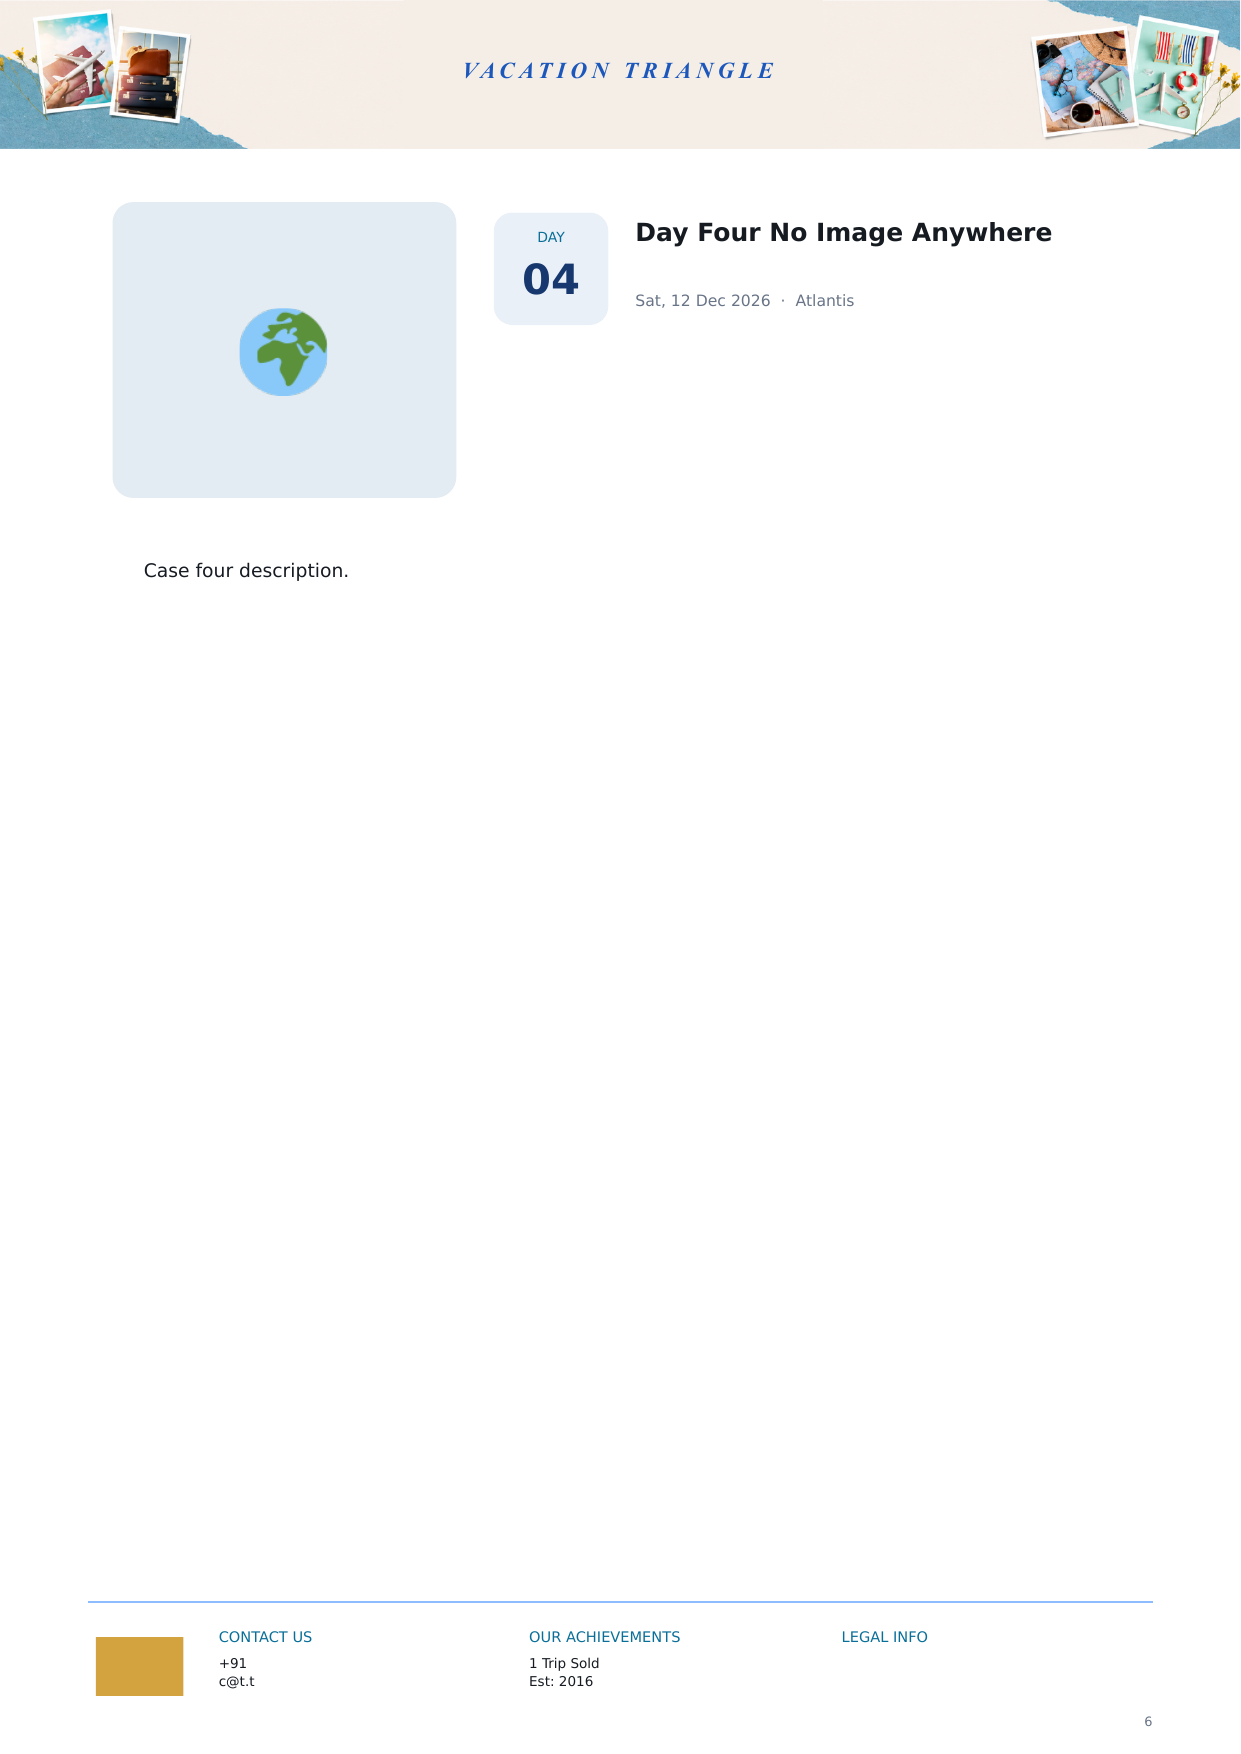 VACATION TRIANGLE
DAY
04
Day Four No Image Anywhere
Sat, 12 Dec 2026 · Atlantis
Case four description.
CONTACT US
+91
c@t.t
OUR ACHIEVEMENTS
1 Trip Sold
Est: 2016
LEGAL INFO
6